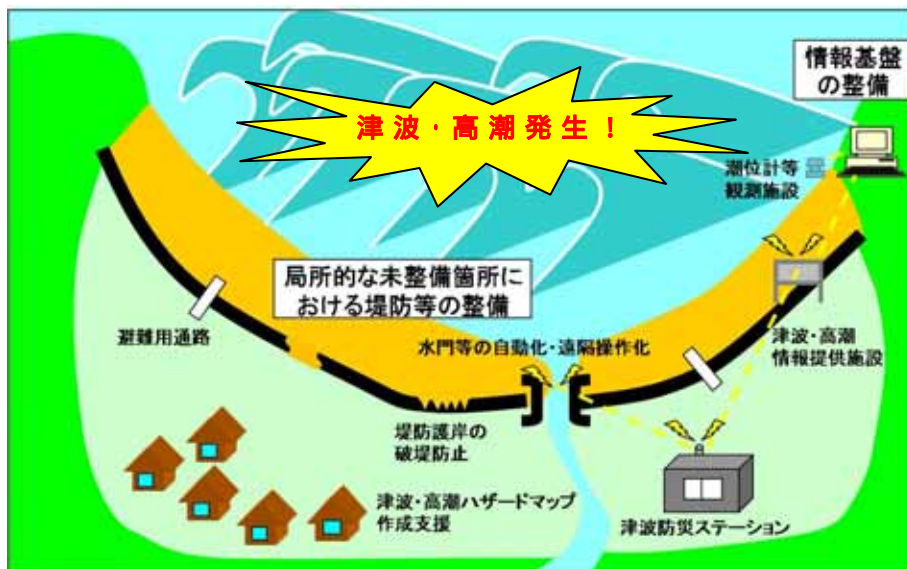 情報基盤
の整備
津波・高潮発生！
潮位計等
観測施設
局所的な未整備箇所に
おける堤防等の整備
避難用通路
水門等の自動化・遠隔操作化
津波・高潮
情報提供施設
堤防護岸の
破堤防止
津波・高潮ハザードマップ
作成支援
津波防災ステーション